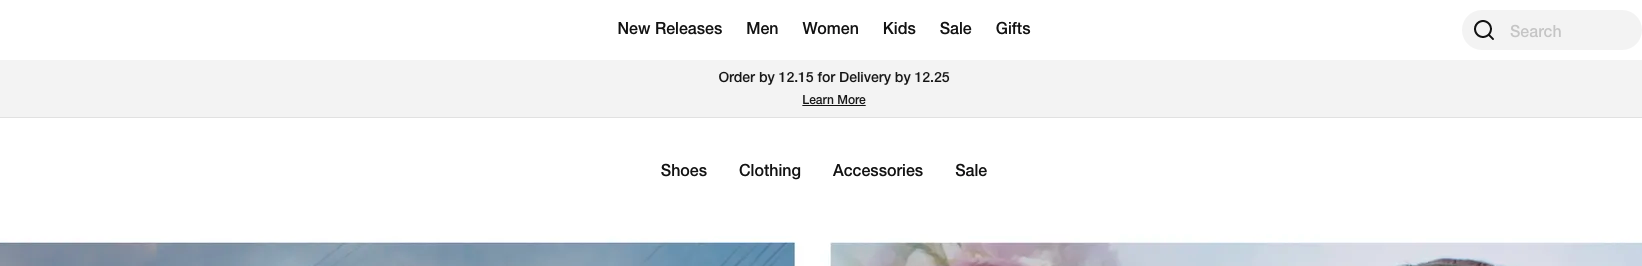 New Releases Men Women Kids Sale Gifts Search
Order by 12.15 for Delivery by 12.25
Learn More
Shoes Clothing Accessories Sale